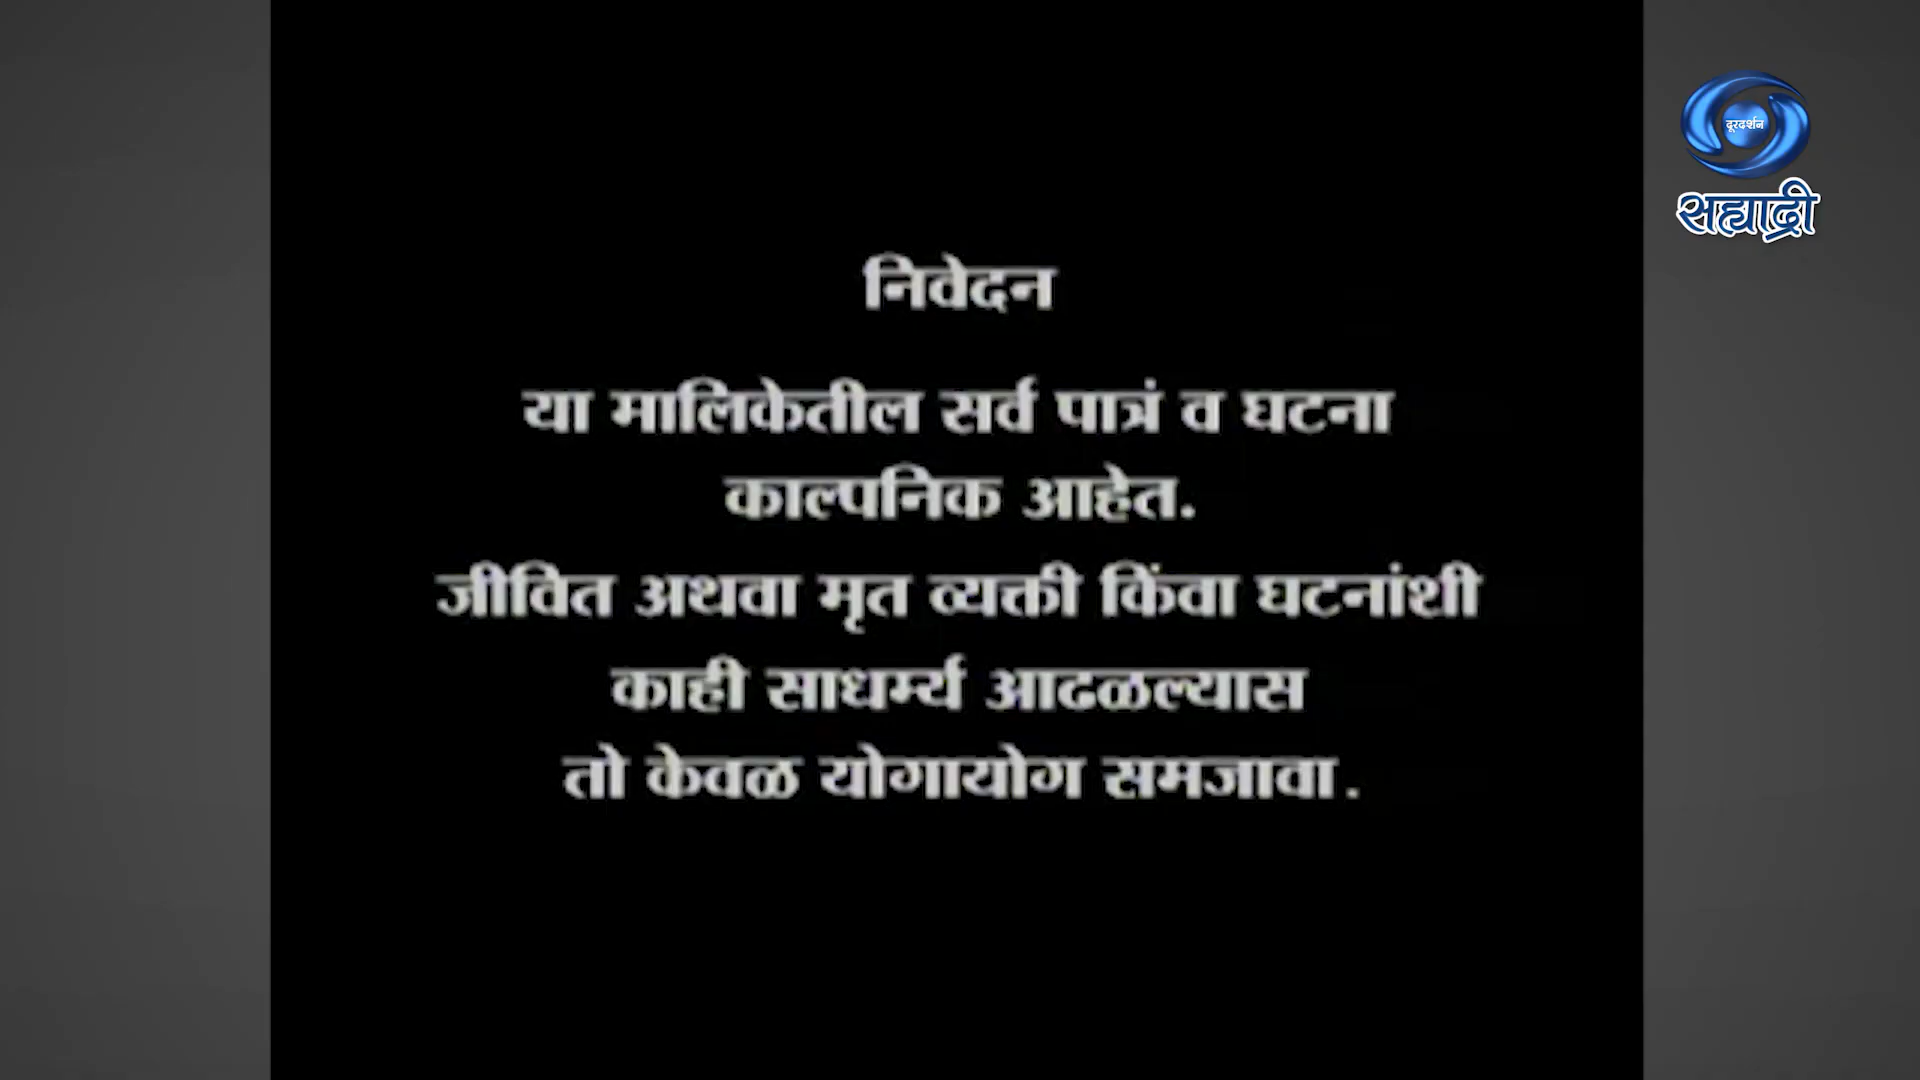 दूरदर्शन
सह्याद्री
निवेदन
या मालिकेतील सर्व पात्रं व घटना
काल्पनिक आहेत.
जीवित अथवा मृत व्यक्ती किंवा घटनांशी
काही साधर्म्य आढळल्यास
तो केवळ योगायोग समजावा.